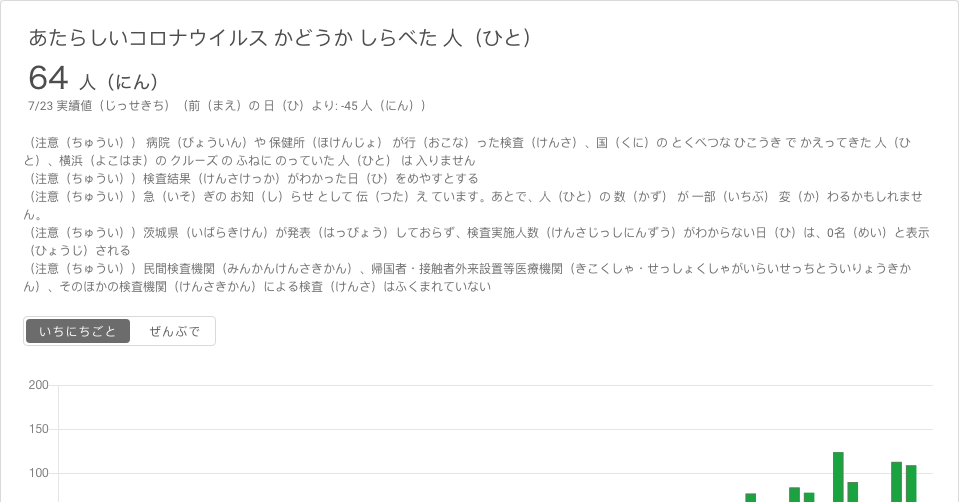 あたらしいコロナウイルス かどうか しらべた 人（ひと）
64 人（にん）
7/23 実績値（じっせきち）（前（まえ）の 日（ひ）より: -45 人（にん））
（注意（ちゅうい）） 病院（びょういん）や 保健所（ほけんじょ） が行（おこな）った検査（けんさ）、国（くに）の とくべつな ひこうき で かえってきた 人（ひ
と）、横浜（よこはま）の クルーズ の ふねに のっていた 人（ひと） は 入りません
（注意（ちゅうい））検査結果（けんさけっか）がわかった日（ひ）をめやすとする
（注意（ちゅうい））急（いそ）ぎの お知（し）らせ として 伝（つた）え ています。あとで、人（ひと）の 数（かず） が 一部（いちぶ） 変（か）わるかもしれませ
ん。
（注意（ちゅうい））茨城県（いばらきけん）が発表（はっぴょう）しておらず、検査実施人数（けんさじっしにんずう）がわからない日（ひ）は、0名（めい）と表示
（ひょうじ）される
（注意（ちゅうい））民間検査機関（みんかんけんさきかん）、帰国者・接触者外来設置等医療機関（きこくしゃ・せっしょくしゃがいらいせっちとういりょうきか
ん）、そのほかの検査機関（けんさきかん）による検査（けんさ）はふくまれていない
いちにちごと ぜんぶで
200
150
100